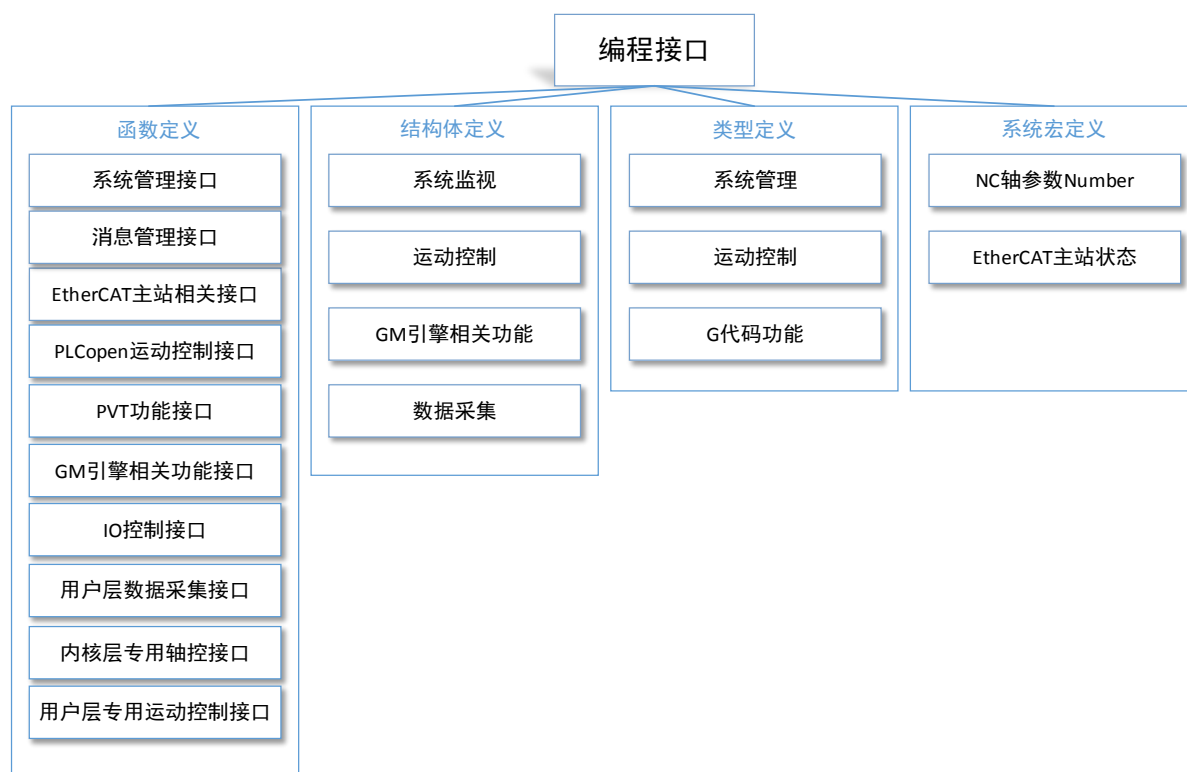 编程接口
函数定义
系统管理接口
消息管理接口
EtherCAT主站相关接口
PLCopen运动控制接口
PVT功能接口
GM引擎相关功能接口
IO控制接口
用户层数据采集接口
内核层专用轴控接口
用户层专用运动控制接口
结构体定义
系统监视
运动控制
GM引擎相关功能
数据采集
类型定义
系统管理
运动控制
G代码功能
系统宏定义
NC轴参数Number
EtherCAT主站状态